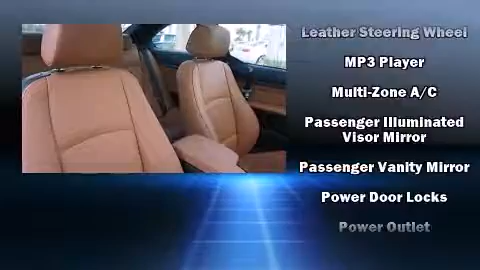 Leather Steering Wheel
MP3 Player
Multi-Zone A/C
Passenger Illuminated
Visor Mirror
Passenger Vanity Mirror
Power Door Locks
Power Outlet